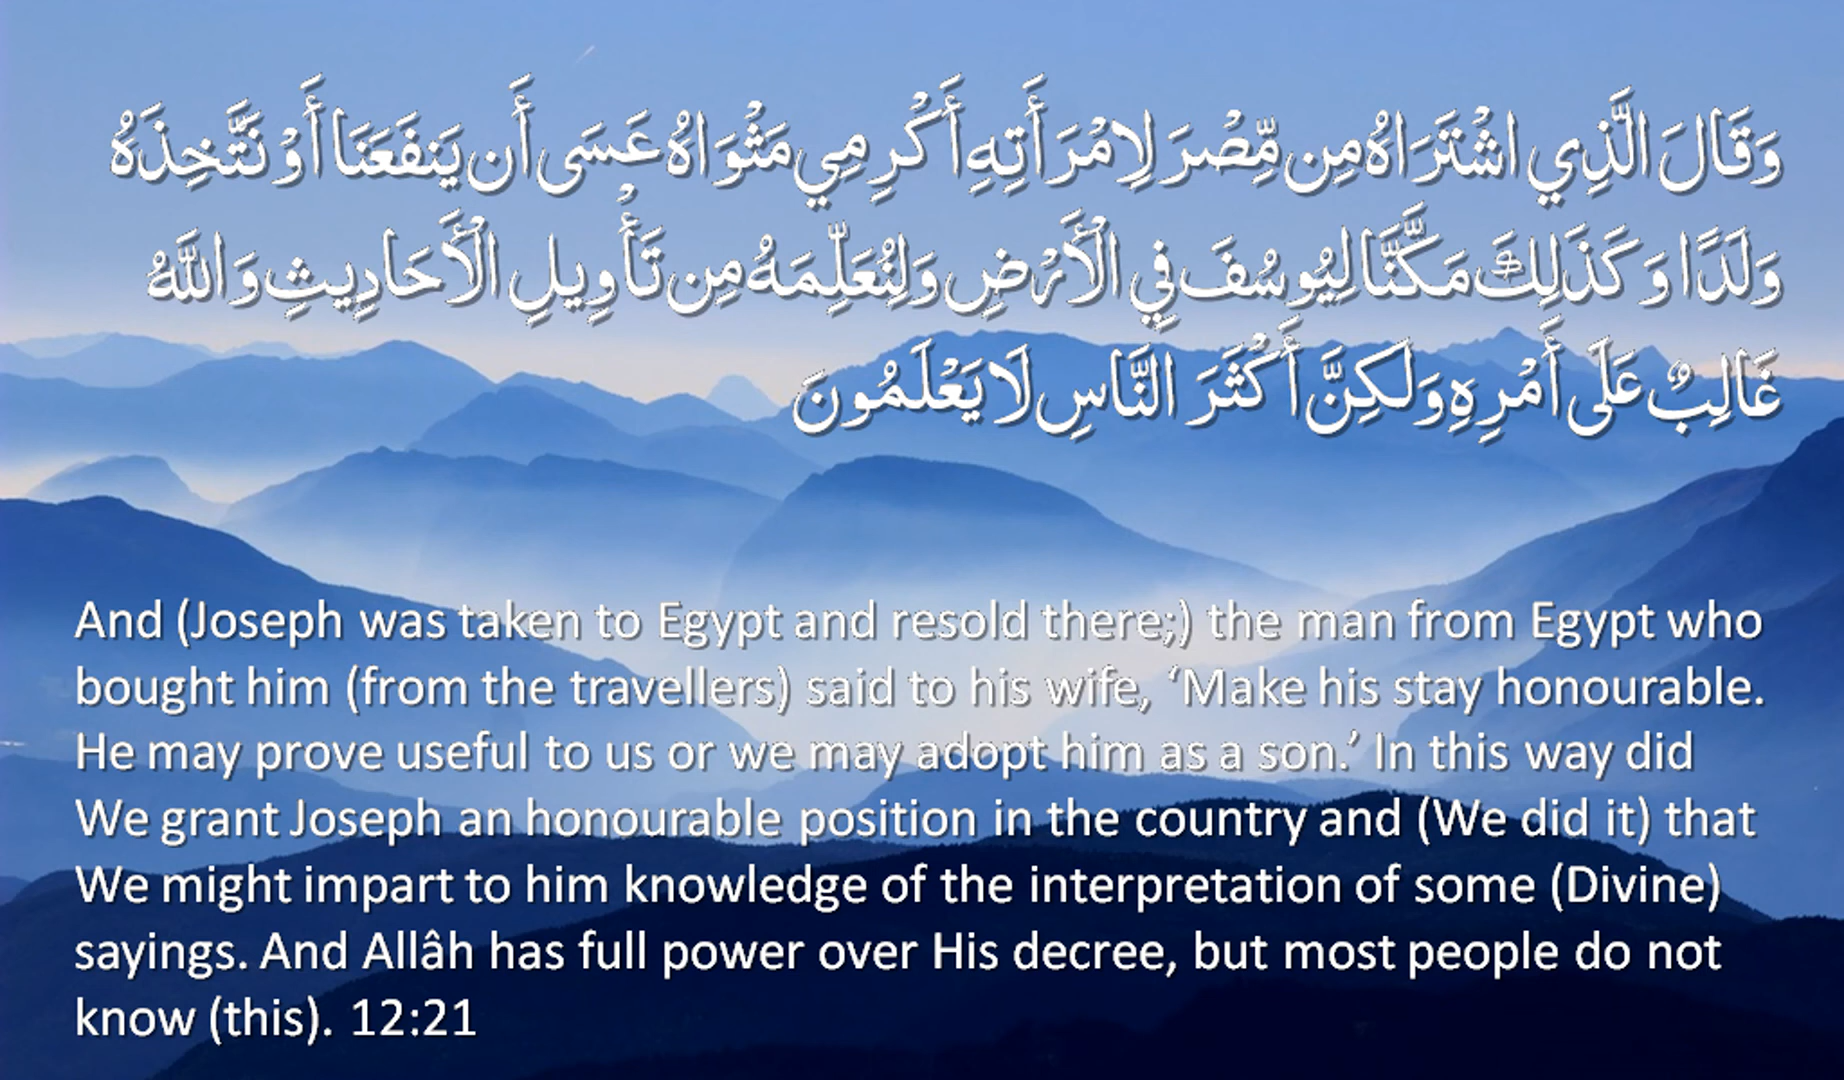 وَقَالَ الَّذِي اشْتَرَاهُ مِن مِّصْرَ لِامْرَأَتِهِ أَكْرِمِي مَثْوَاهُ عَسَى أَن يَنفَعَنَا أَوْ نَتَّخِذَهُ
وَلَدًا وَكَذَلِكَ مَكَّنَّا لِيُوسُفَ فِي الْأَرْضِ وَلِنُعَلِّمَهُ مِن تَأْوِيلِ الْأَحَادِيثِ وَاللَّهُ
غَالِبٌ عَلَى أَمْرِهِ وَلَكِنَّ أَكْثَرَ النَّاسِ لَا يَعْلَمُونَ
And (Joseph was taken to Egypt and resold there;) the man from Egypt who
bought him (from the travellers) said to his wife, ‘Make his stay honourable.
He may prove useful to us or we may adopt him as a son.’ In this way did
We grant Joseph an honourable position in the country and (We did it) that
We might impart to him knowledge of the interpretation of some (Divine)
sayings. And Allâh has full power over His decree, but most people do not
know (this). 12:21